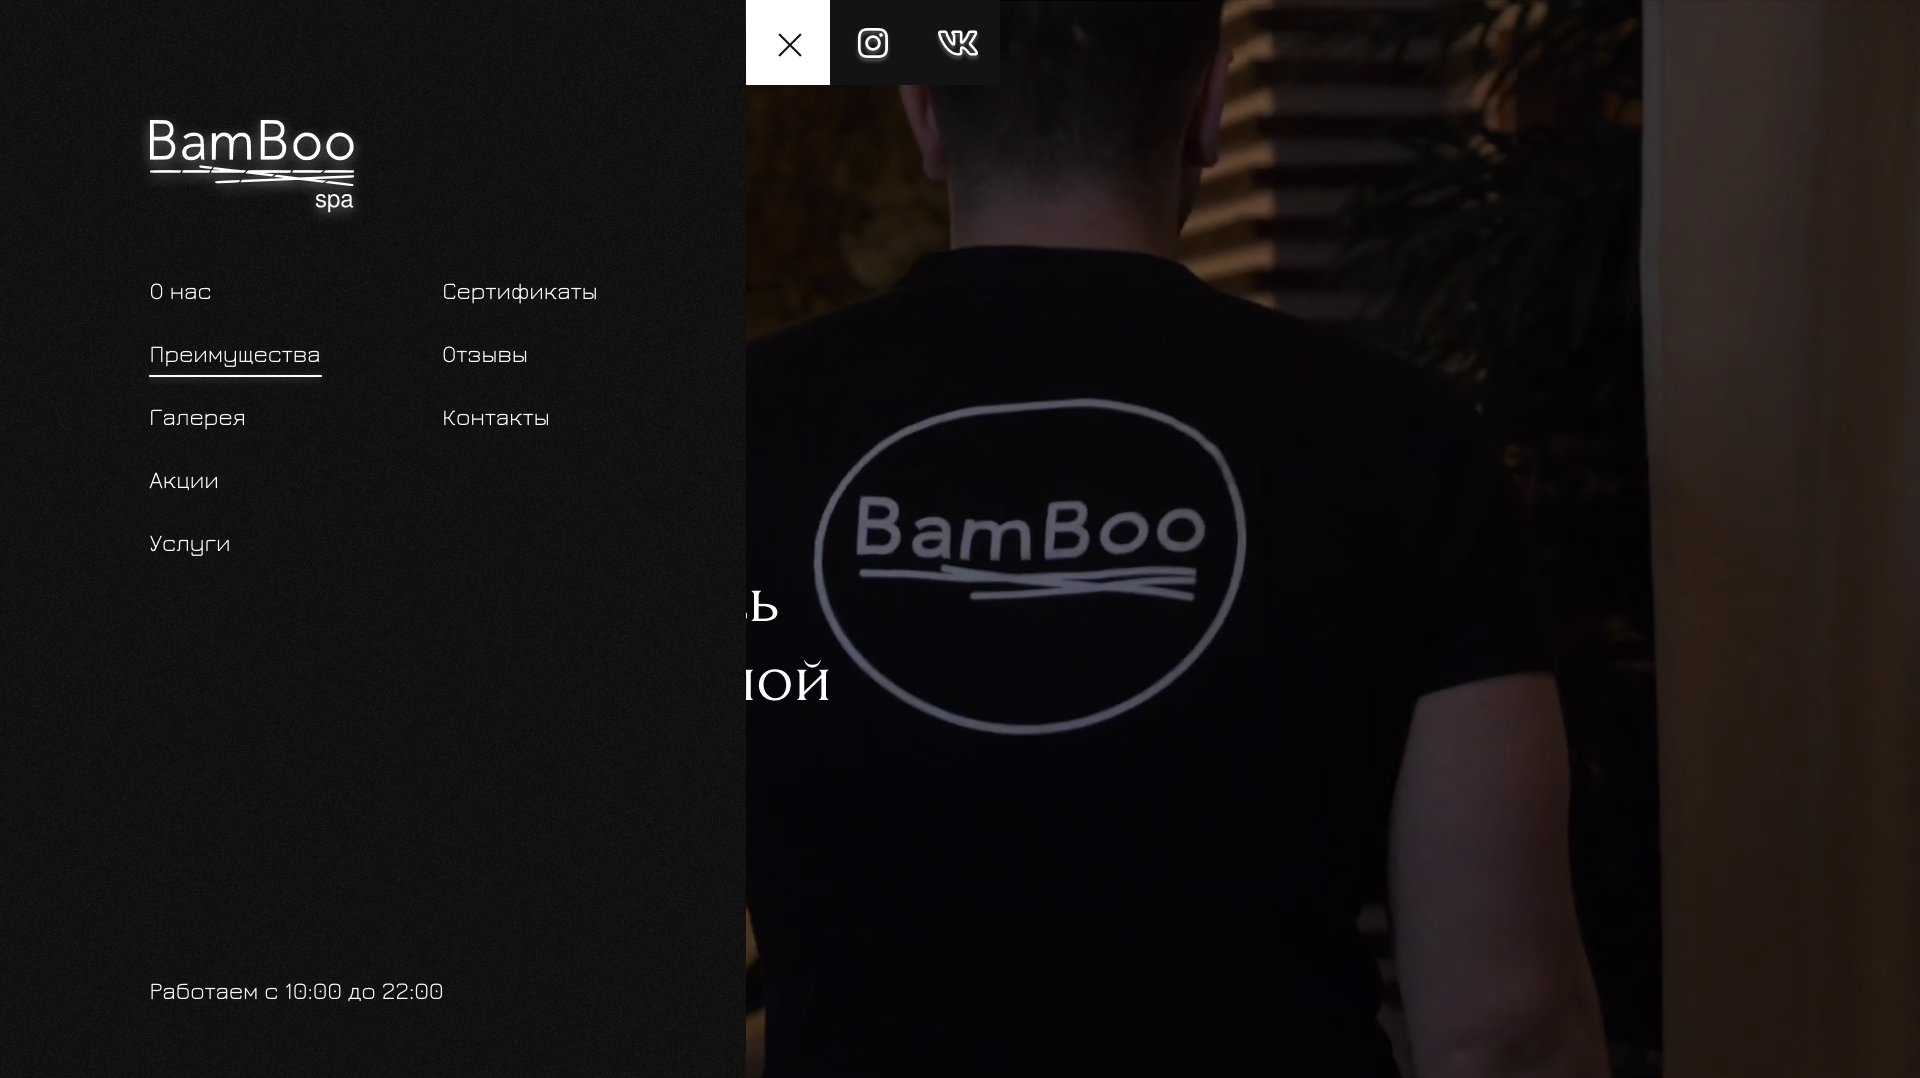 BamBoo
spa
О нас
Преимущества
Галерея
Акции
Услуги
Сертификаты
Отзывы
Контакты
Работаем с 10:00 до 22:00
BamBoo